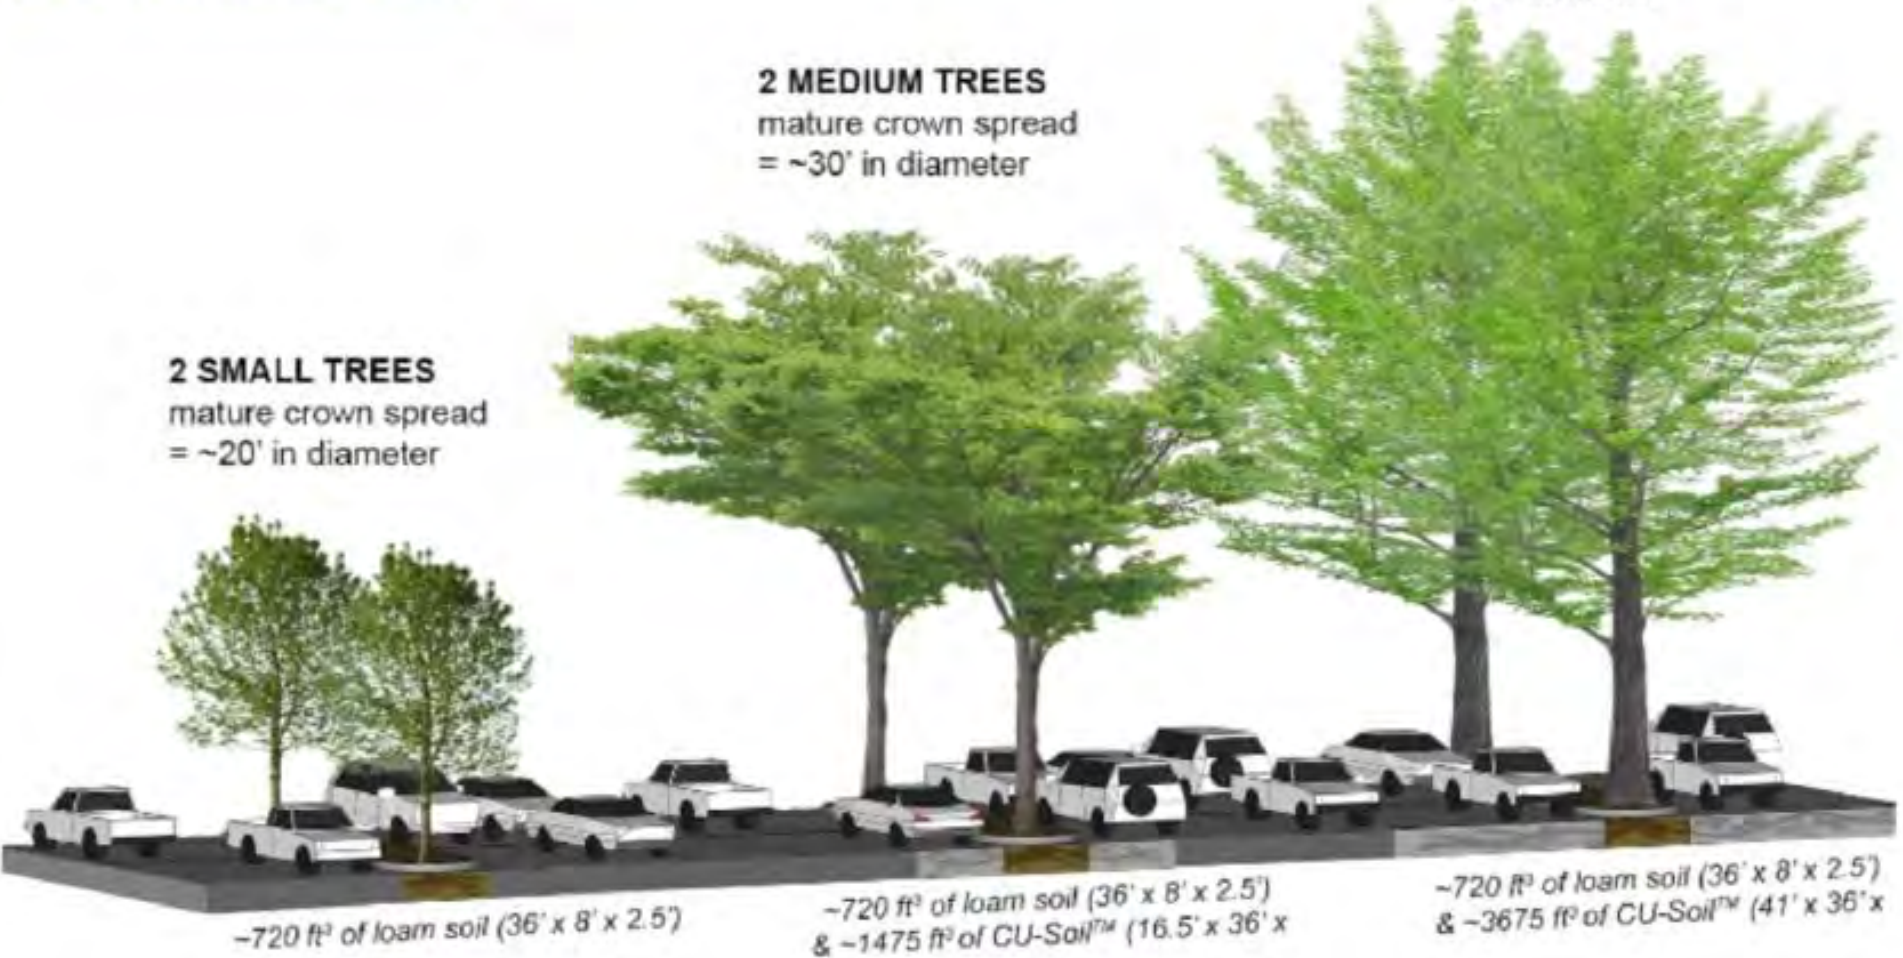 2 MEDIUM TREES
mature crown spread
= ~30' in diameter
2 SMALL TREES
mature crown spread
= ~20' in diameter
~720 ft³ of loam soil (36' x 8' x 2.5')
~720 ft³ of loam soil (36' x 8' x 2.5')
& ~1475 ft³ of CU-Soil™ (16.5' x 36' x
~720 ft³ of loam soil (36' x 8' x 2.5')
& ~3675 ft³ of CU-Soil™ (41' x 36' x